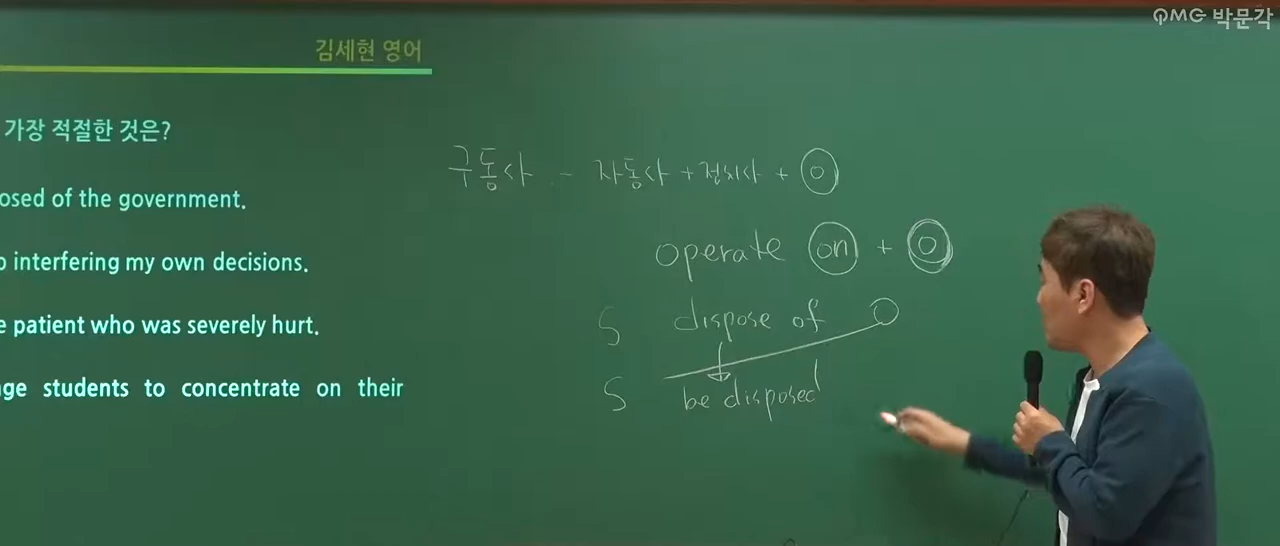 PMG 박문각
김세현 영어
가장 적절한 것은?
osed of the government.
o interfering my own decisions.
e patient who was severely hurt.
ge students to concentrate on their
구동사 - 자동사 + 전치사 + O
operate on + O
S dispose of O
S be disposed